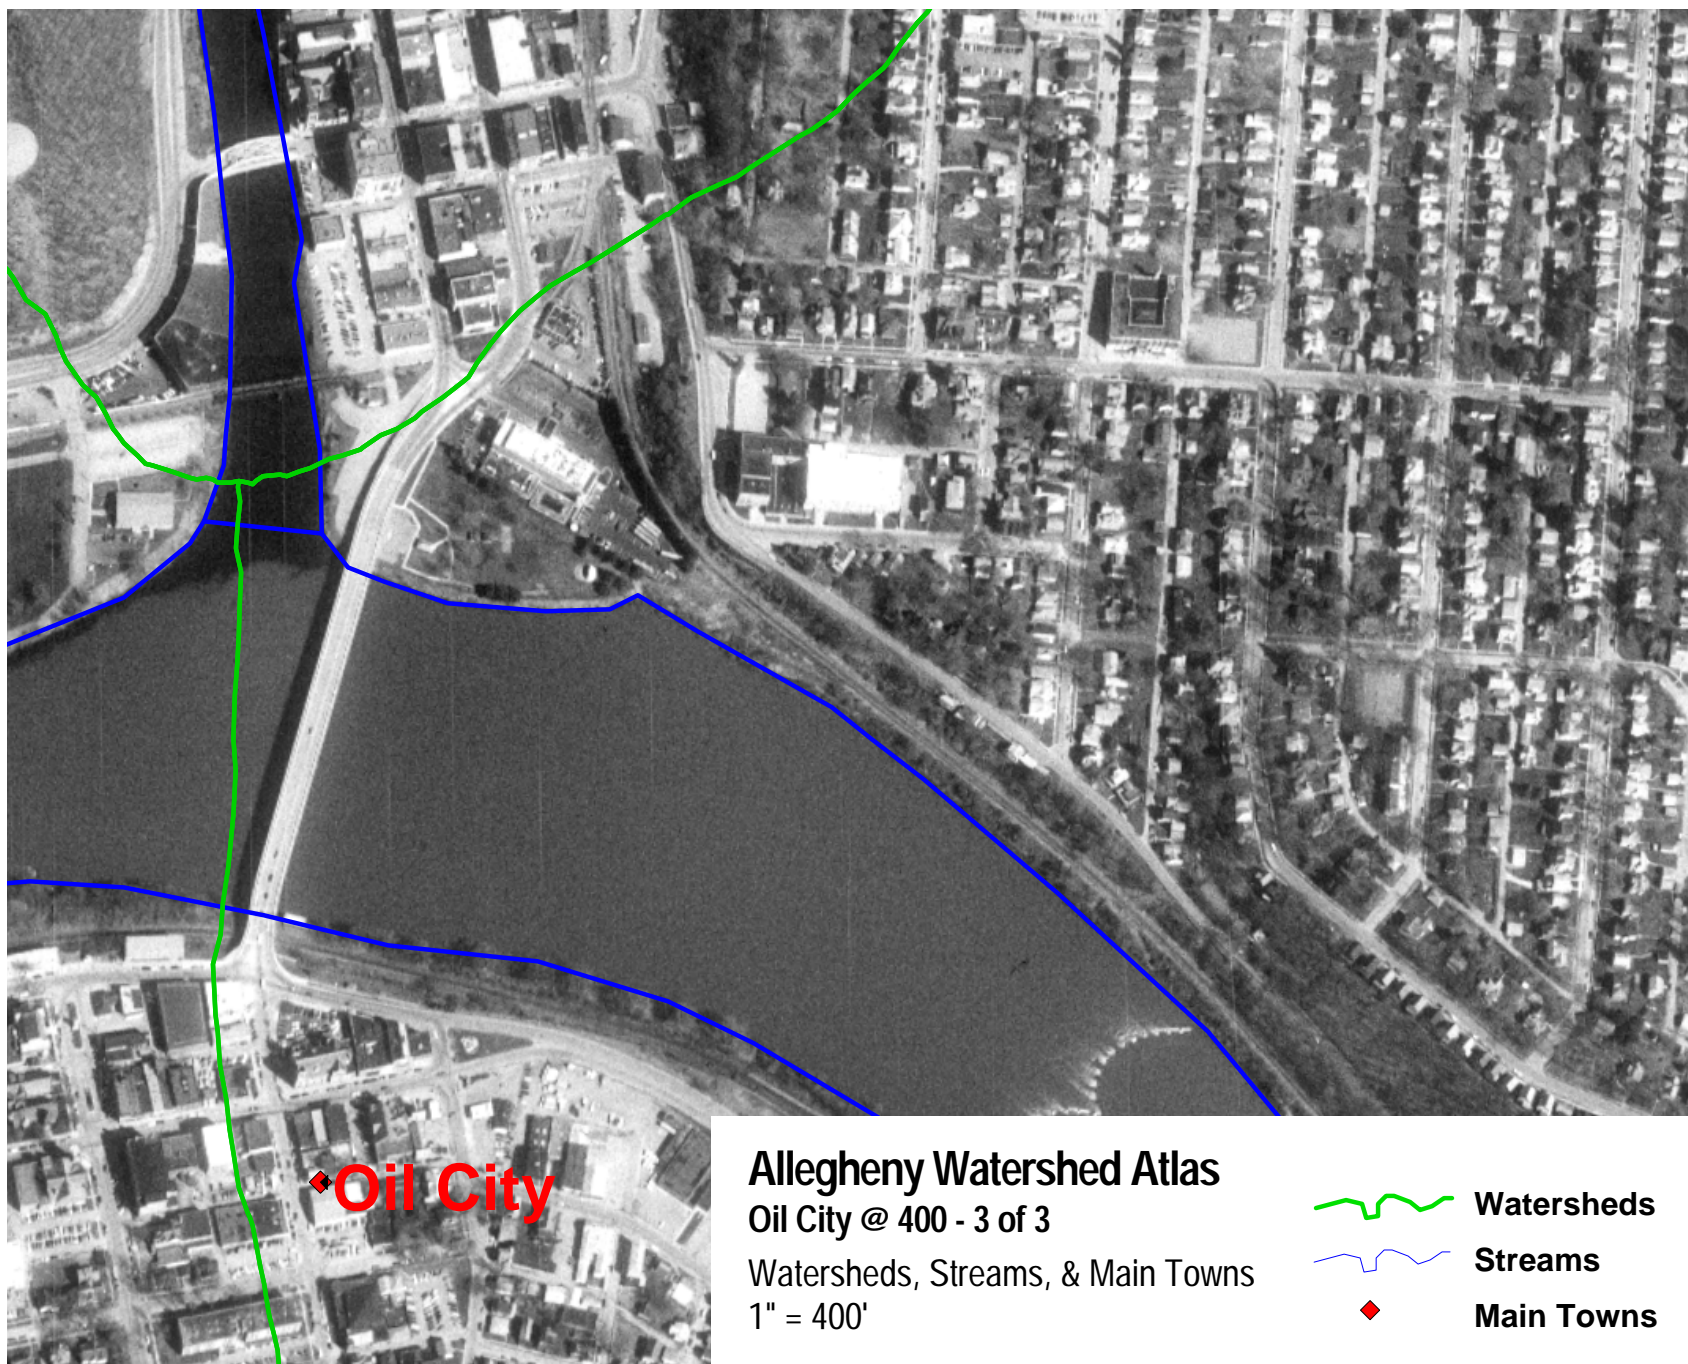 Oil City
Allegheny Watershed Atlas
Oil City @ 400 - 3 of 3
Watersheds, Streams, & Main Towns
1" = 400'
Watersheds
Streams
Main Towns